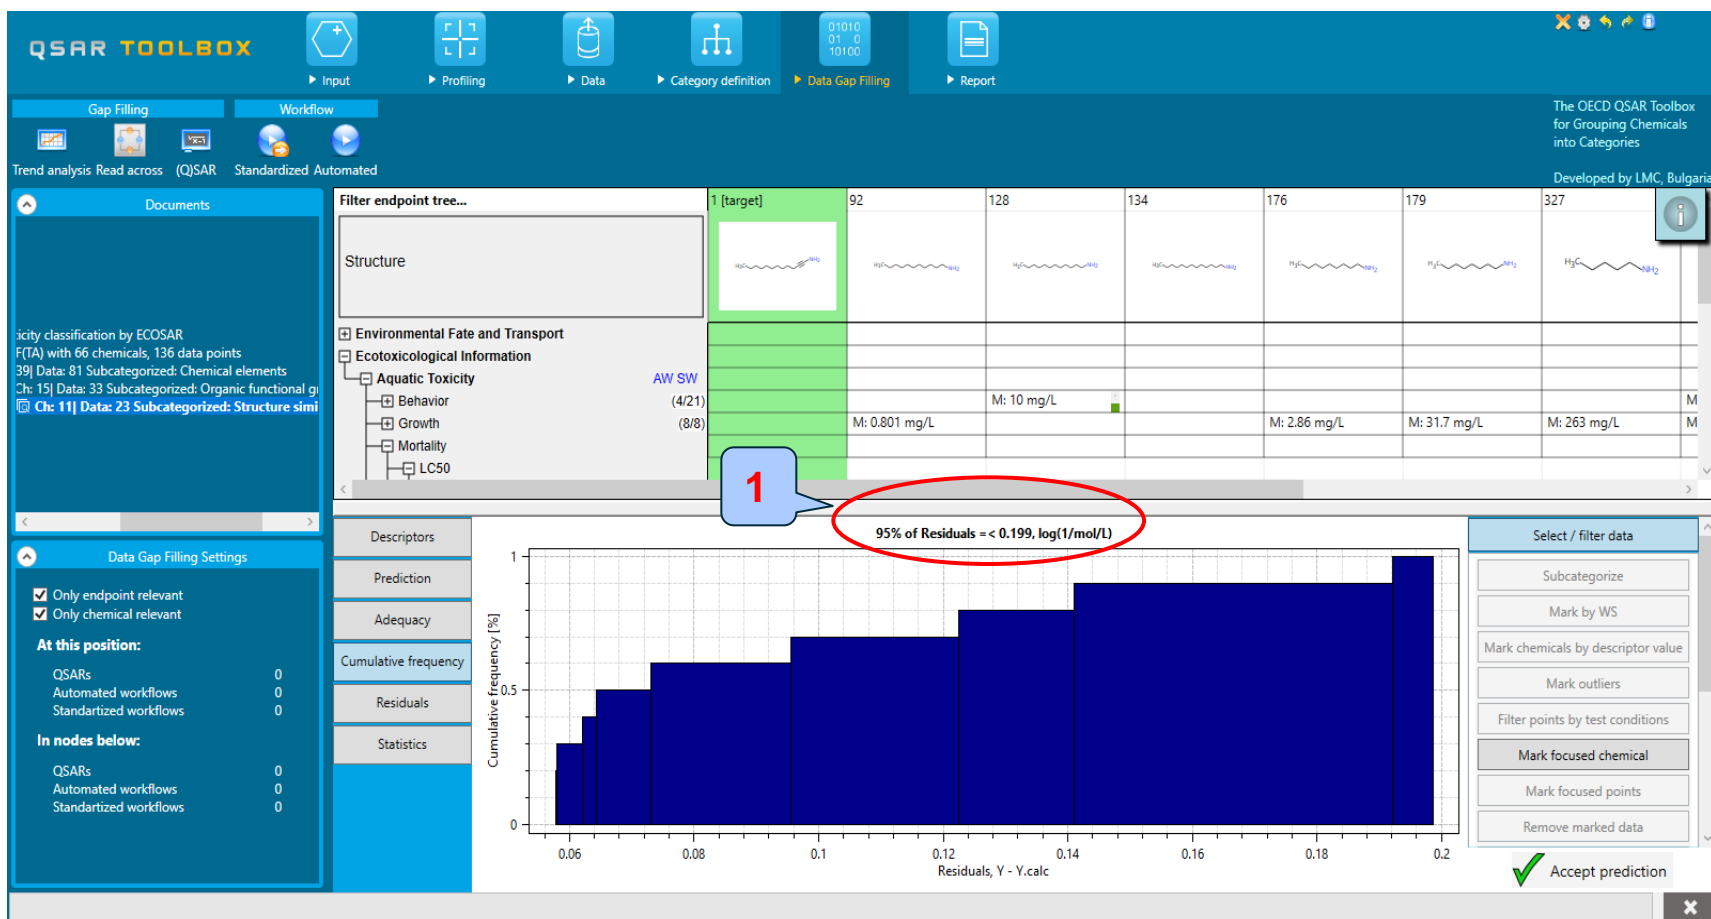 QSAR TOOLBOX
01010
01 0
10100
Input
Profiling
Data
Category definition
Data Gap Filling
Report
Gap Filling
Workflow
Trend analysis Read across (Q)SAR Standardized Automated
The OECD QSAR Toolbox
for Grouping Chemicals
into Categories
Developed by LMC, Bulgaria
Documents
icity classification by ECOSAR
F(TA) with 66 chemicals, 136 data points
39| Data: 81 Subcategorized: Chemical elements
Ch: 15| Data: 33 Subcategorized: Organic functional g
Ch: 11| Data: 23 Subcategorized: Structure simi
Data Gap Filling Settings
Only endpoint relevant
Only chemical relevant
At this position:
QSARs 0
Automated workflows 0
Standartized workflows 0
In nodes below:
QSARs 0
Automated workflows 0
Standartized workflows 0
Filter endpoint tree... 1 [target] 92 128 134 176 179 327
Structure
H3C NH2
Environmental Fate and Transport
Ecotoxicological Information
Aquatic Toxicity AW SW
Behavior (4/21) M: 10 mg/L M
Growth (8/8) M: 0.801 mg/L M: 2.86 mg/L M: 31.7 mg/L M: 263 mg/L M
Mortality
LC50
1
Descriptors
Prediction
Adequacy
Cumulative frequency
Residuals
Statistics
95% of Residuals =< 0.199, log(1/mol/L)
Cumulative frequency [%]
1
0.5
0
0.06 0.08 0.1 0.12 0.14 0.16 0.18 0.2
Residuals, Y - Y.calc
Select / filter data
Subcategorize
Mark by WS
Mark chemicals by descriptor value
Mark outliers
Filter points by test conditions
Mark focused chemical
Mark focused points
Remove marked data
Accept prediction